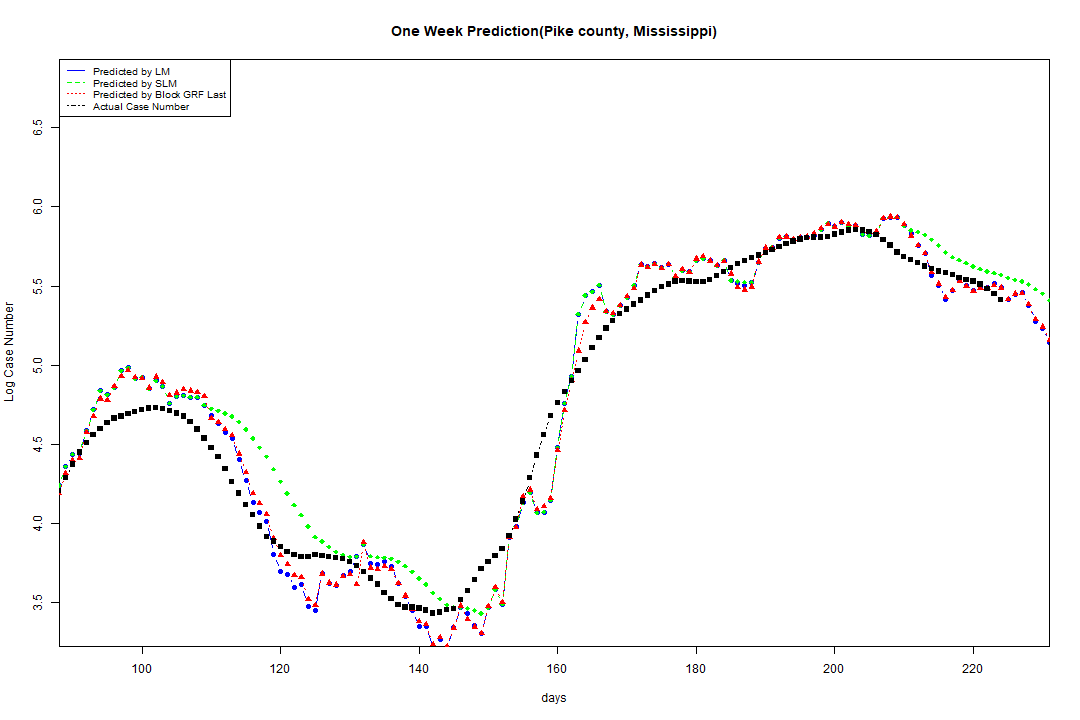 One Week Prediction(Pike county, Mississippi)
Predicted by LM
Predicted by SLM
Predicted by Block GRF Last
Actual Case Number
6.5
6.0
5.5
5.0
4.5
4.0
3.5
Log Case Number
100 120 140 160 180 200 220
days